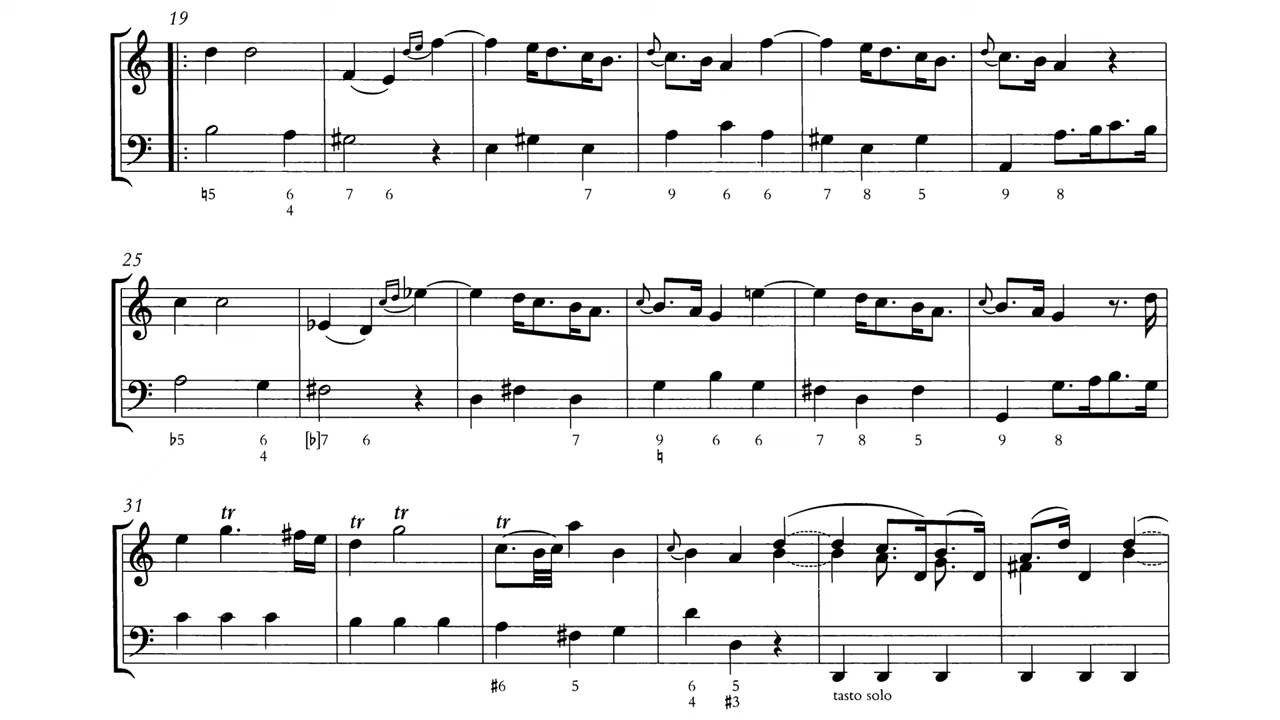 19
♮5 6 7 6 7 9 6 6 7 8 5 9 8
4
25
♭5 6 [♭]7 6 7 9 6 6 7 8 5 9 8
4 ♮
31
tr tr tr
♯6 5 6 5
4 ♯3
tasto solo